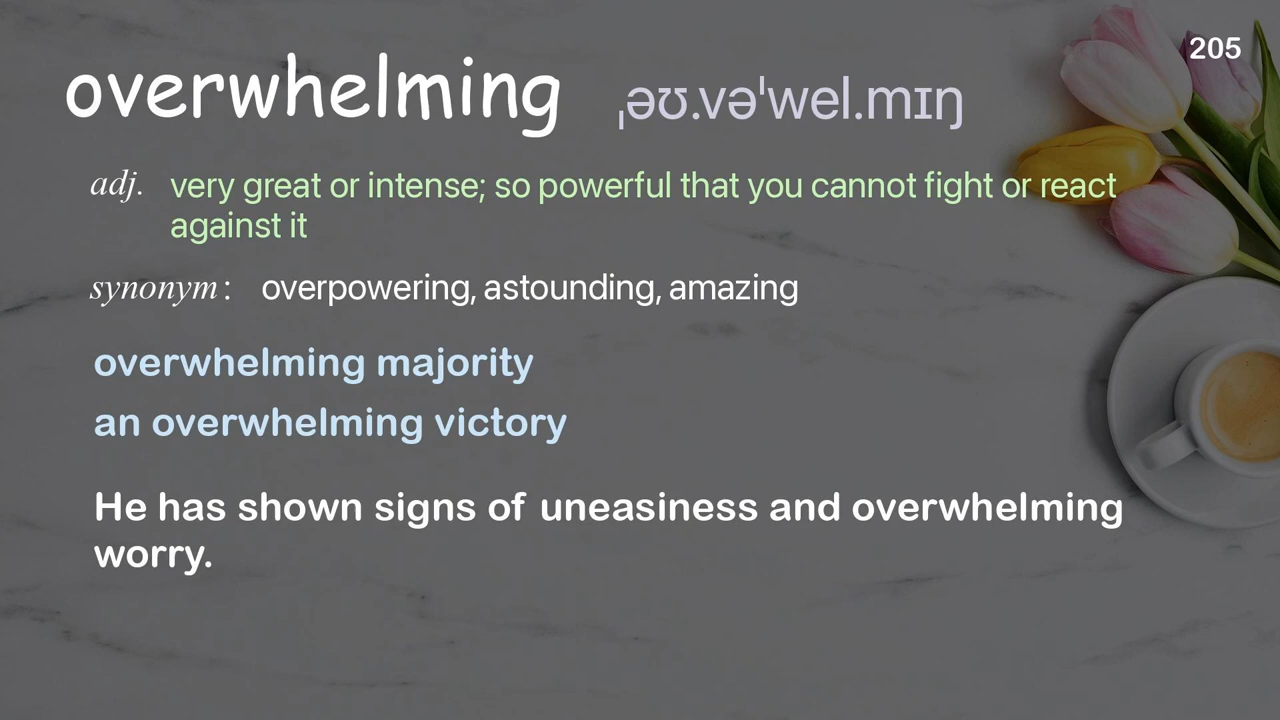 205
overwhelming ˌəʊ.vəˈwel.mɪŋ
adj. very great or intense; so powerful that you cannot fight or react
against it
synonym: overpowering, astounding, amazing
overwhelming majority
an overwhelming victory
He has shown signs of uneasiness and overwhelming
worry.